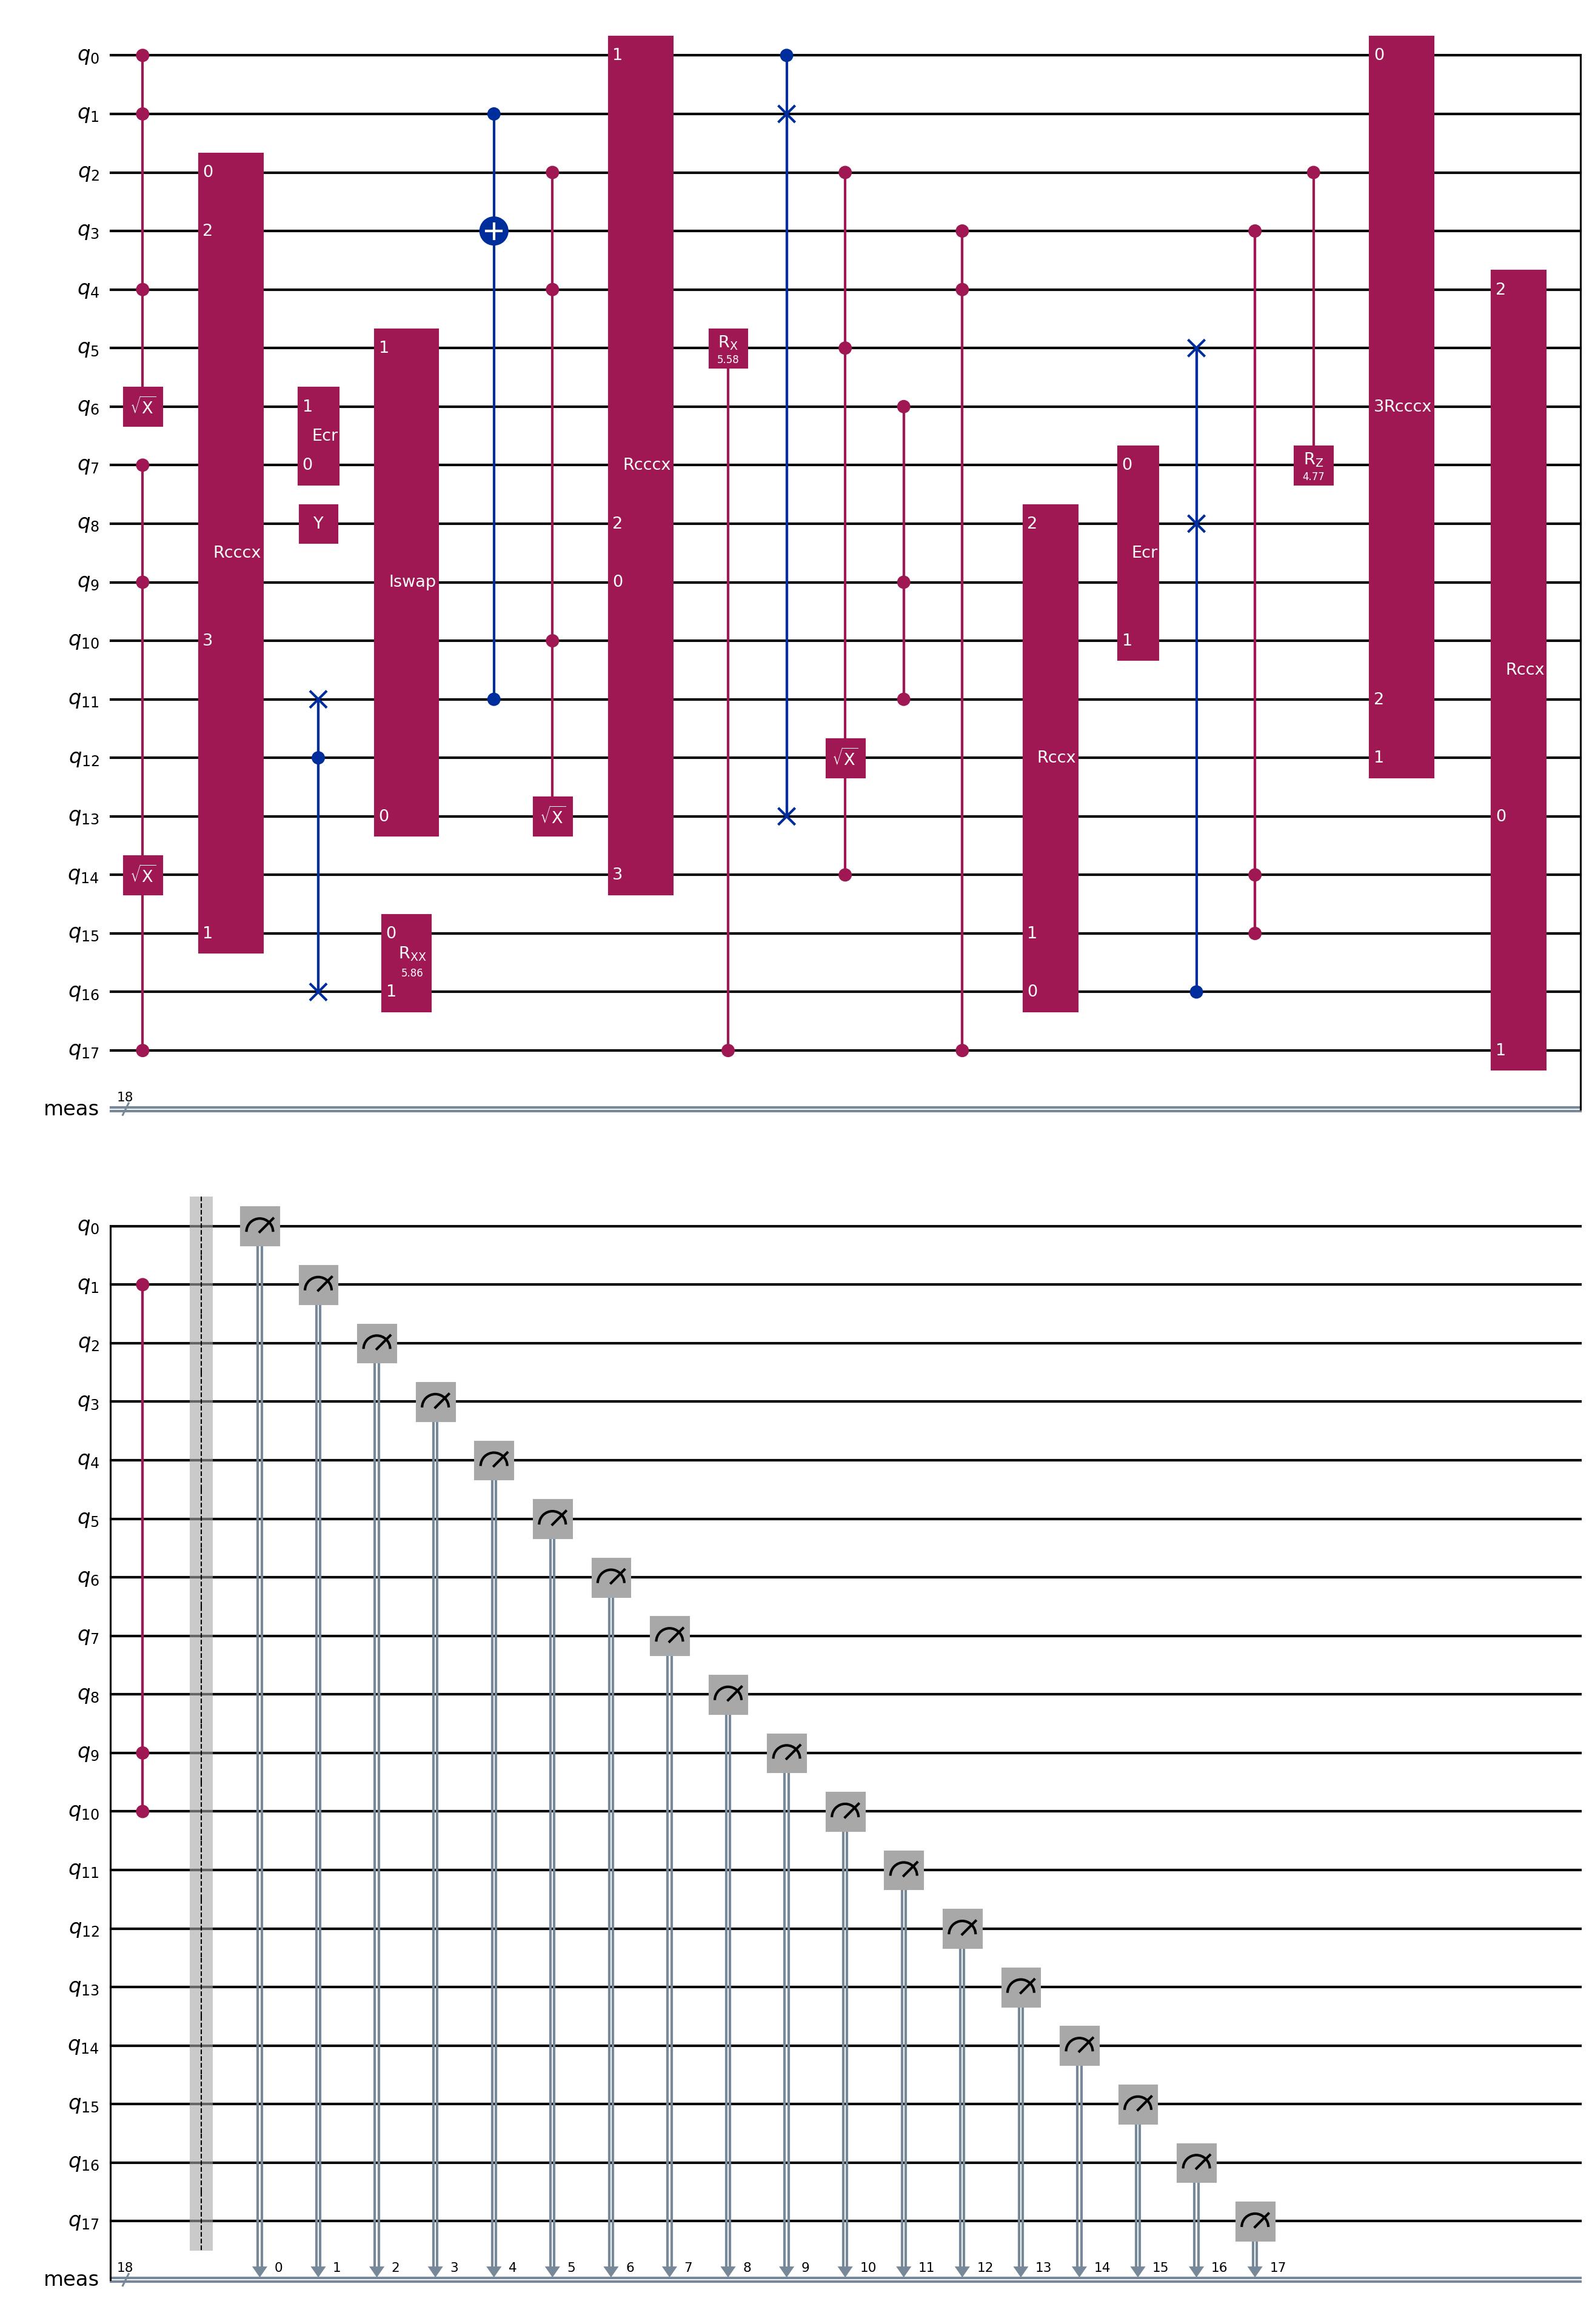 q0 1 0
q1
q2 0
q3 2
q4 2
q5 1 RX 5.58
q6 √X 1 3Rcccx
Ecr
q7 0 Rcccx 0 RZ 4.77
q8 Y 2 2
Rcccx Ecr
q9 Iswap 0
q10 3 1
Rccx
q11 2
q12 √X Rccx 1
q13 0 √X 0
q14 √X 3
q15 1 0 1
RXX
5.86
q16 1 0
q17 1
18
meas
q0
q1
q2
q3
q4
q5
q6
q7
q8
q9
q10
q11
q12
q13
q14
q15
q16
q17
18 0 1 2 3 4 5 6 7 8 9 10 11 12 13 14 15 16 17
meas